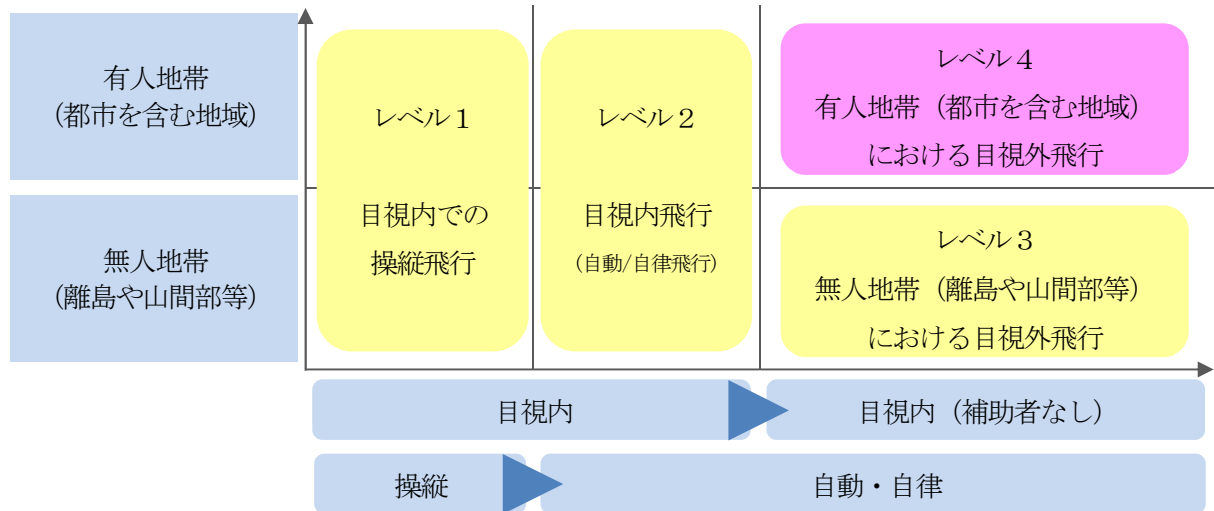 有人地帯
(都市を含む地域)
無人地帯
(離島や山間部等)
レベル１
目視内での
操縦飛行
レベル２
目視内飛行
(自動/自律飛行)
レベル４
有人地帯（都市を含む地域）
における目視外飛行
レベル３
無人地帯（離島や山間部等）
における目視外飛行
目視内
目視内（補助者なし）
操縦
自動・自律